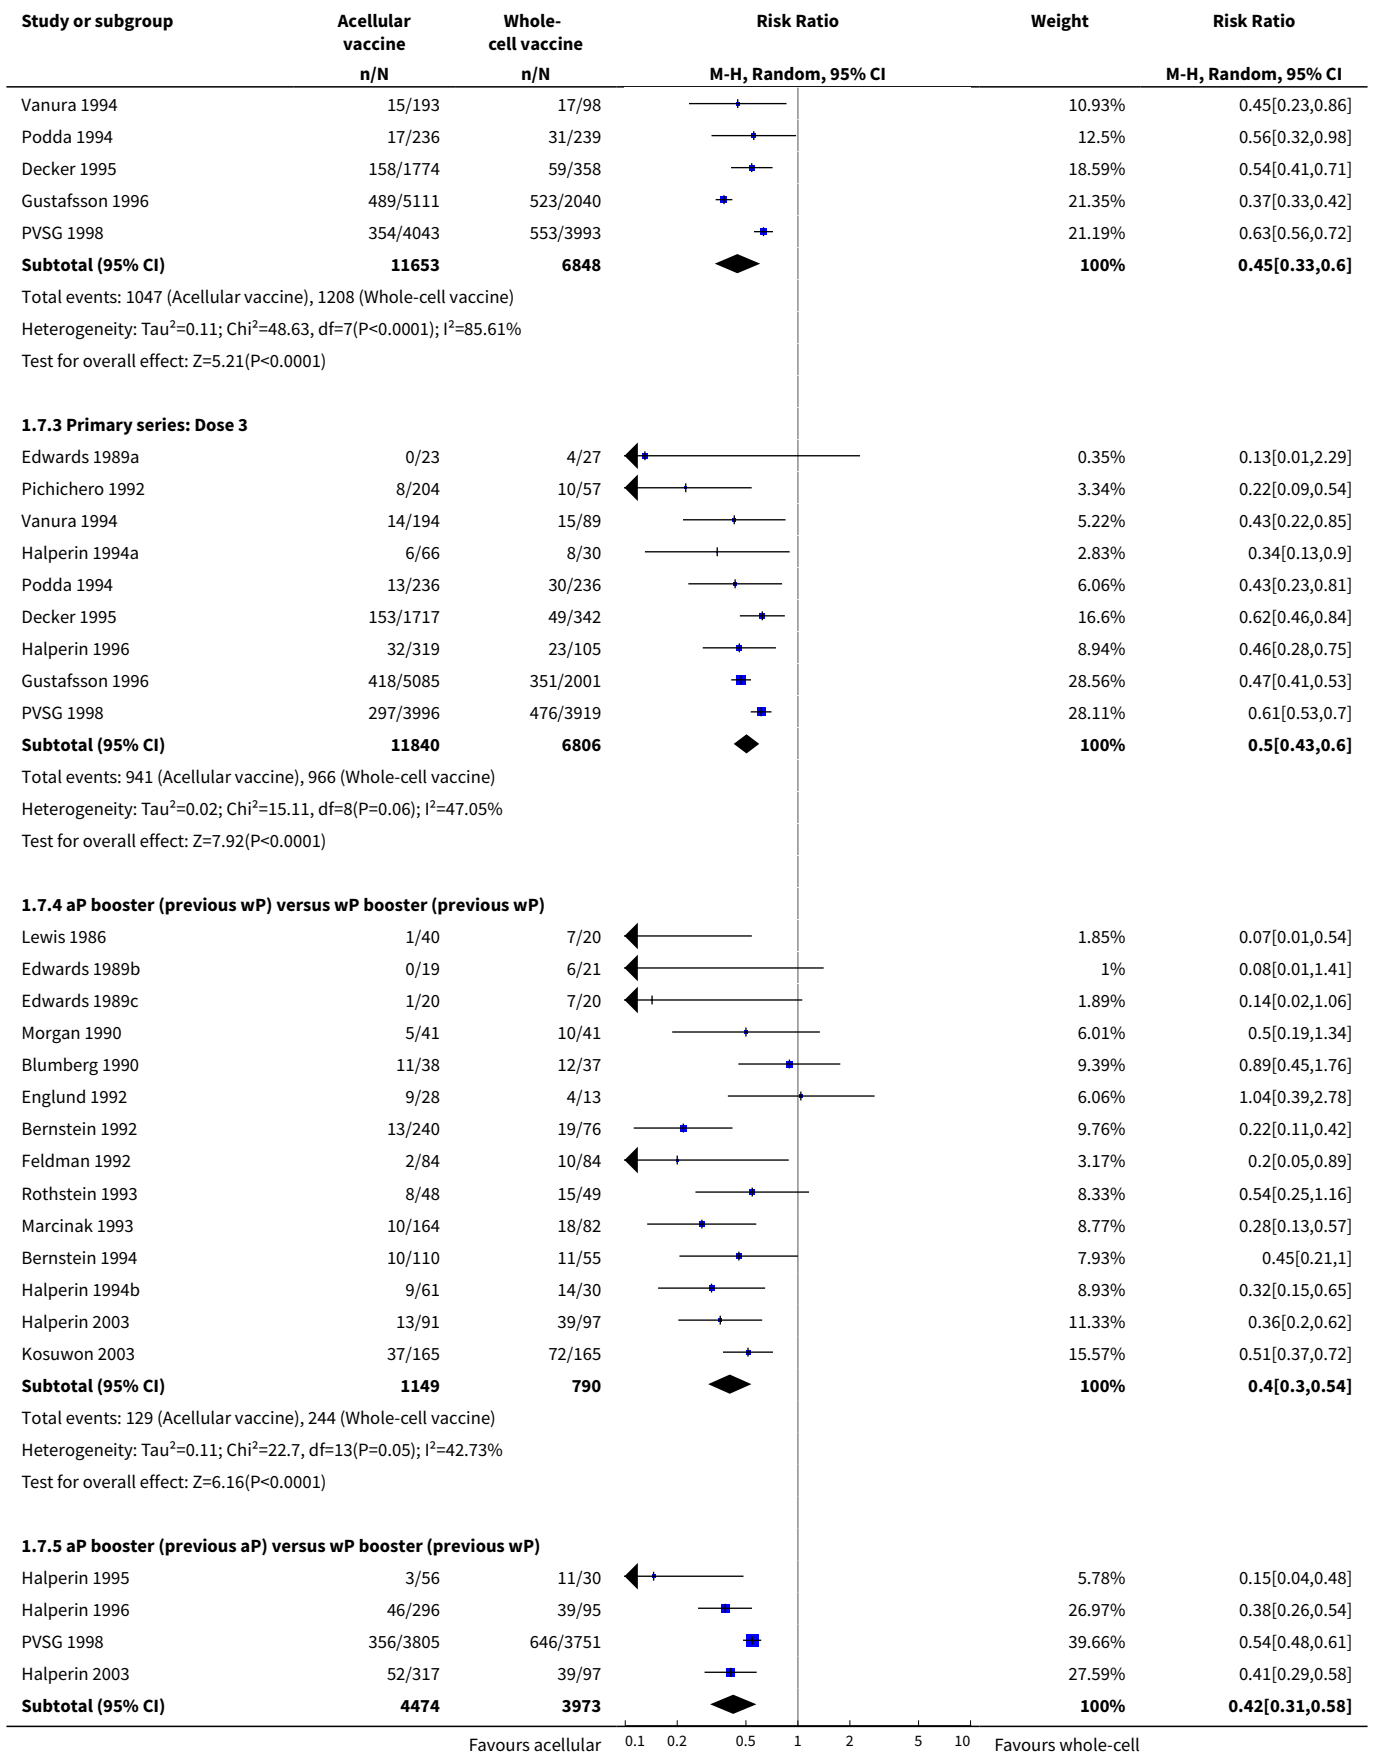 Study or subgroup Acellular vaccine Whole-cell vaccine Risk Ratio Weight Risk Ratio
n/N n/N M-H, Random, 95% CI M-H, Random, 95% CI
Vanura 1994 15/193 17/98 10.93% 0.45[0.23,0.86]
Podda 1994 17/236 31/239 12.5% 0.56[0.32,0.98]
Decker 1995 158/1774 59/358 18.59% 0.54[0.41,0.71]
Gustafsson 1996 489/5111 523/2040 21.35% 0.37[0.33,0.42]
PVSG 1998 354/4043 553/3993 21.19% 0.63[0.56,0.72]
Subtotal (95% CI) 11653 6848 100% 0.45[0.33,0.6]
Total events: 1047 (Acellular vaccine), 1208 (Whole-cell vaccine)
Heterogeneity: Tau²=0.11; Chi²=48.63, df=7(P<0.0001); I²=85.61%
Test for overall effect: Z=5.21(P<0.0001)
1.7.3 Primary series: Dose 3
Edwards 1989a 0/23 4/27 0.35% 0.13[0.01,2.29]
Pichichero 1992 8/204 10/57 3.34% 0.22[0.09,0.54]
Vanura 1994 14/194 15/89 5.22% 0.43[0.22,0.85]
Halperin 1994a 6/66 8/30 2.83% 0.34[0.13,0.9]
Podda 1994 13/236 30/236 6.06% 0.43[0.23,0.81]
Decker 1995 153/1717 49/342 16.6% 0.62[0.46,0.84]
Halperin 1996 32/319 23/105 8.94% 0.46[0.28,0.75]
Gustafsson 1996 418/5085 351/2001 28.56% 0.47[0.41,0.53]
PVSG 1998 297/3996 476/3919 28.11% 0.61[0.53,0.7]
Subtotal (95% CI) 11840 6806 100% 0.5[0.43,0.6]
Total events: 941 (Acellular vaccine), 966 (Whole-cell vaccine)
Heterogeneity: Tau²=0.02; Chi²=15.11, df=8(P=0.06); I²=47.05%
Test for overall effect: Z=7.92(P<0.0001)
1.7.4 aP booster (previous wP) versus wP booster (previous wP)
Lewis 1986 1/40 7/20 1.85% 0.07[0.01,0.54]
Edwards 1989b 0/19 6/21 1% 0.08[0.01,1.41]
Edwards 1989c 1/20 7/20 1.89% 0.14[0.02,1.06]
Morgan 1990 5/41 10/41 6.01% 0.5[0.19,1.34]
Blumberg 1990 11/38 12/37 9.39% 0.89[0.45,1.76]
Englund 1992 9/28 4/13 6.06% 1.04[0.39,2.78]
Bernstein 1992 13/240 19/76 9.76% 0.22[0.11,0.42]
Feldman 1992 2/84 10/84 3.17% 0.2[0.05,0.89]
Rothstein 1993 8/48 15/49 8.33% 0.54[0.25,1.16]
Marcinak 1993 10/164 18/82 8.77% 0.28[0.13,0.57]
Bernstein 1994 10/110 11/55 7.93% 0.45[0.21,1]
Halperin 1994b 9/61 14/30 8.93% 0.32[0.15,0.65]
Halperin 2003 13/91 39/97 11.33% 0.36[0.2,0.62]
Kosuwon 2003 37/165 72/165 15.57% 0.51[0.37,0.72]
Subtotal (95% CI) 1149 790 100% 0.4[0.3,0.54]
Total events: 129 (Acellular vaccine), 244 (Whole-cell vaccine)
Heterogeneity: Tau²=0.11; Chi²=22.7, df=13(P=0.05); I²=42.73%
Test for overall effect: Z=6.16(P<0.0001)
1.7.5 aP booster (previous aP) versus wP booster (previous wP)
Halperin 1995 3/56 11/30 5.78% 0.15[0.04,0.48]
Halperin 1996 46/296 39/95 26.97% 0.38[0.26,0.54]
PVSG 1998 356/3805 646/3751 39.66% 0.54[0.48,0.61]
Halperin 2003 52/317 39/97 27.59% 0.41[0.29,0.58]
Subtotal (95% CI) 4474 3973 100% 0.42[0.31,0.58]
Favours acellular 0.1 0.2 0.5 1 2 5 10 Favours whole-cell